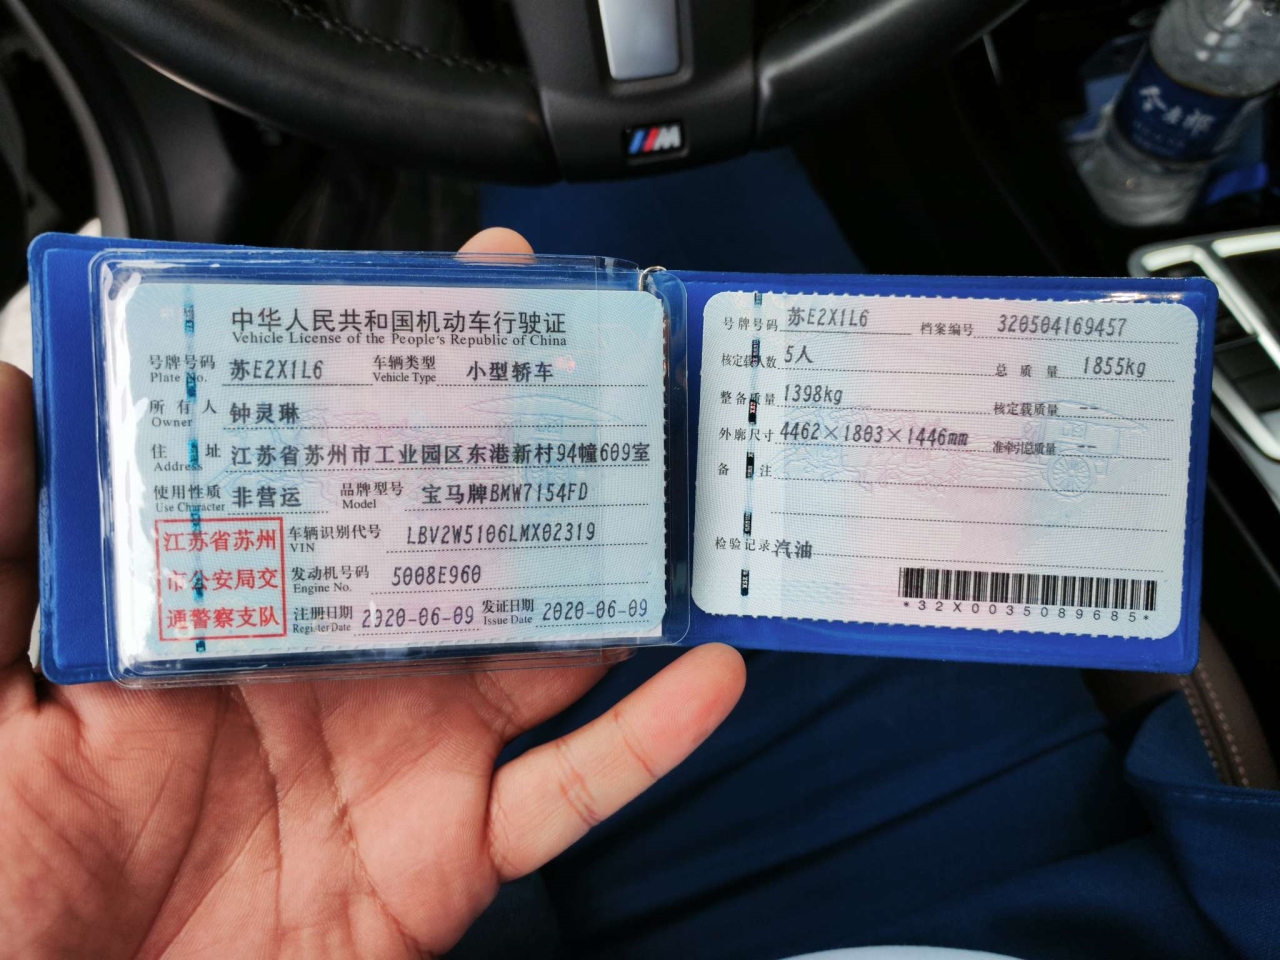 中华人民共和国机动车行驶证
Vehicle License of the People's Republic of China
号牌号码 苏E2X1L6 车辆类型 小型轿车
Plate No. Vehicle Type
所有人 钟灵琳
Owner
住址 江苏省苏州市工业园区东港新村94幢609室
Address
使用性质 非营运 品牌型号 宝马牌BMW7154FD
Use Character Model
江苏省苏州
市公安局交
通警察支队
车辆识别代号 LBV2W5106LMX02319
VIN
发动机号码 5008E960
Engine No.
注册日期 2020-06-09 发证日期 2020-06-09
Register Date Issue Date
号牌号码 苏E2X1L6 档案编号 320504169457
核定载人数 5人 总质量 1855kg
整备质量 1398kg 核定载质量 --
外廓尺寸 4462×1803×1446mm 准牵引总质量 --
备注
检验记录 汽油
*32X0035089685*
M